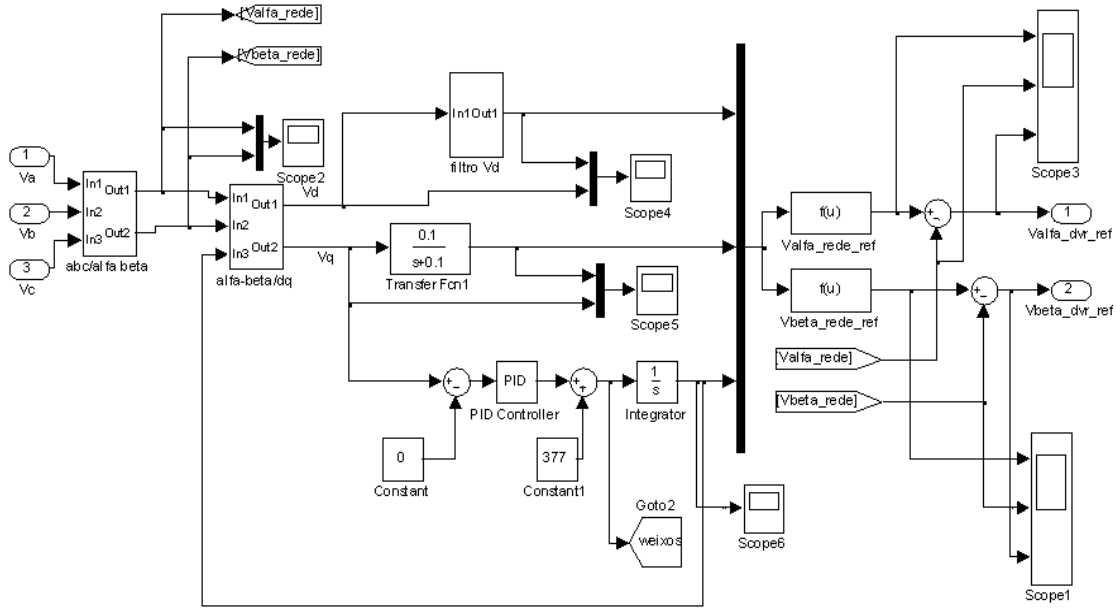 [Valfa_rede]
[Vbeta_rede]
1
Va
2
Vb
3
Vc
In1
In2
In3
Out1
Out2
abc/alfa beta
Scope2
Vd
In1
In2
In3
Out1
Out2
alfa-beta/dq
In1
Out1
filtro Vd
Scope4
Vq
0.1
s+0.1
Transfer Fcn1
Scope5
+
−
PID
PID Controller
+
+
1
s
Integrator
0
Constant
377
Constant1
Goto2
weixos
Scope6
f(u)
Valfa_rede_ref
f(u)
Vbeta_rede_ref
+
−
+
−
[Valfa_rede]
[Vbeta_rede]
Scope3
1
Valfa_dvr_ref
2
Vbeta_dvr_ref
Scope1